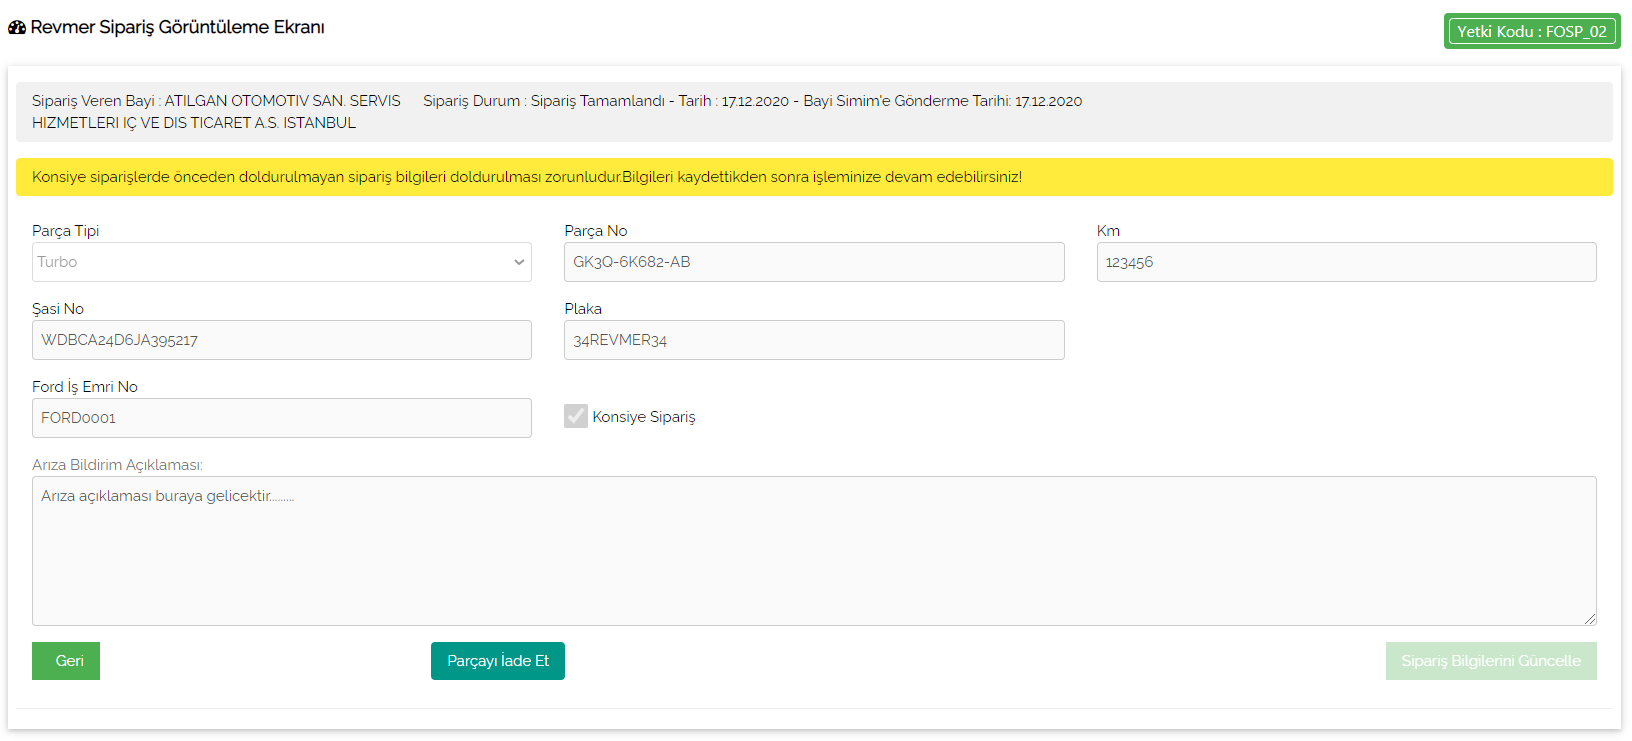 Revmer Sipariş Görüntüleme Ekranı
Yetki Kodu : FOSP_02
Sipariş Veren Bayi : ATILGAN OTOMOTIV SAN. SERVIS
HIZMETLERI IÇ VE DIS TICARET A.S. ISTANBUL
Sipariş Durum : Sipariş Tamamlandı - Tarih : 17.12.2020 - Bayi Simim'e Gönderme Tarihi: 17.12.2020
Konsiye siparişlerde önceden doldurulmayan sipariş bilgileri doldurulması zorunludur.Bilgileri kaydettikden sonra işleminize devam edebilirsiniz!
Parça Tipi
Turbo
Parça No
GK3Q-6K682-AB
Km
123456
Şasi No
WDBCA24D6JA395217
Plaka
34REVMER34
Ford İş Emri No
FORD0001
Konsiye Sipariş
Arıza Bildirim Açıklaması:
Arıza açıklaması buraya gelicektir.........
Geri
Parçayı İade Et
Sipariş Bilgilerini Güncelle